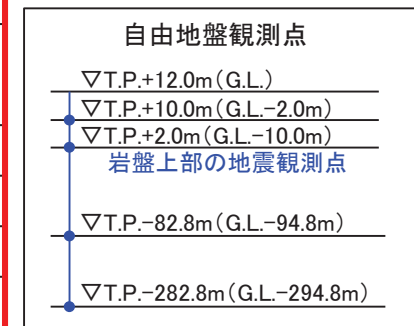 自由地盤観測点
▽T.P.+12.0m(G.L.)
▽T.P.+10.0m(G.L.-2.0m)
▽T.P.+2.0m(G.L.-10.0m)
岩盤上部の地震観測点
▽T.P.-82.8m(G.L.-94.8m)
▽T.P.-282.8m(G.L.-294.8m)